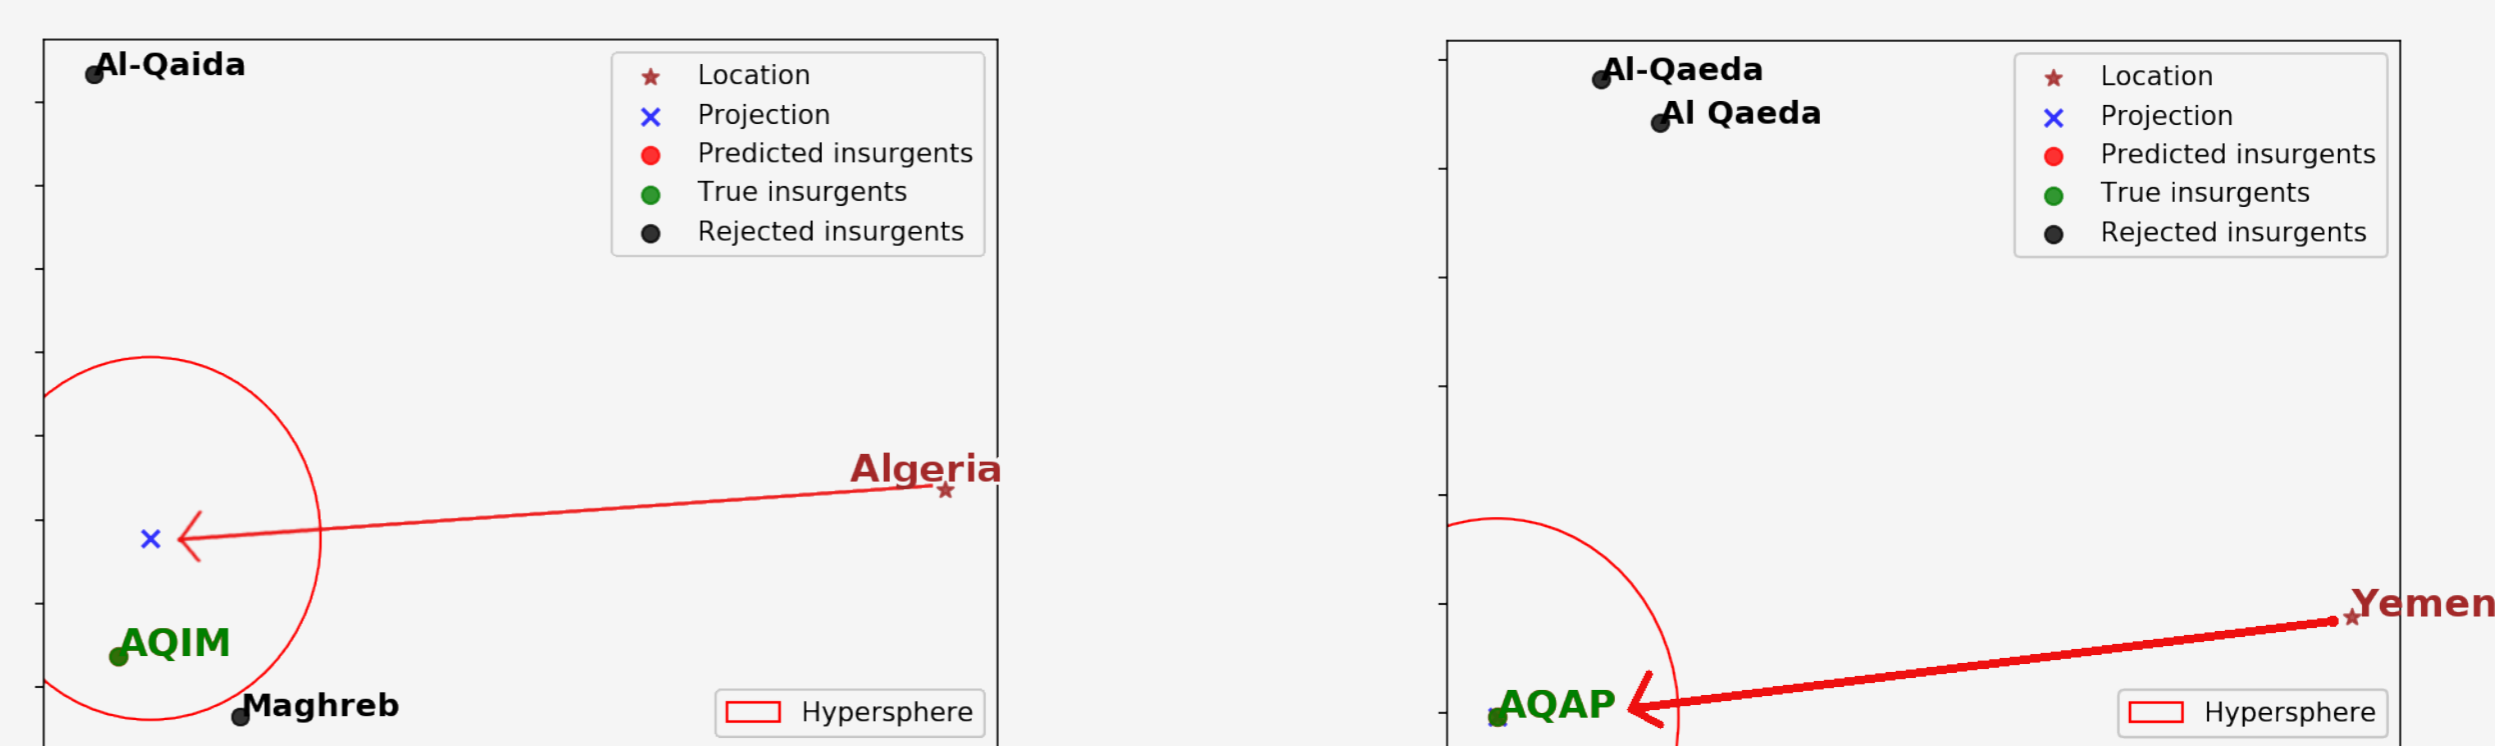 Al-Qaida
Location
Projection
Predicted insurgents
True insurgents
Rejected insurgents
Algeria
AQIM
Maghreb
Hypersphere
Al-Qaeda
Al Qaeda
Location
Projection
Predicted insurgents
True insurgents
Rejected insurgents
Yemen
AQAP
Hypersphere